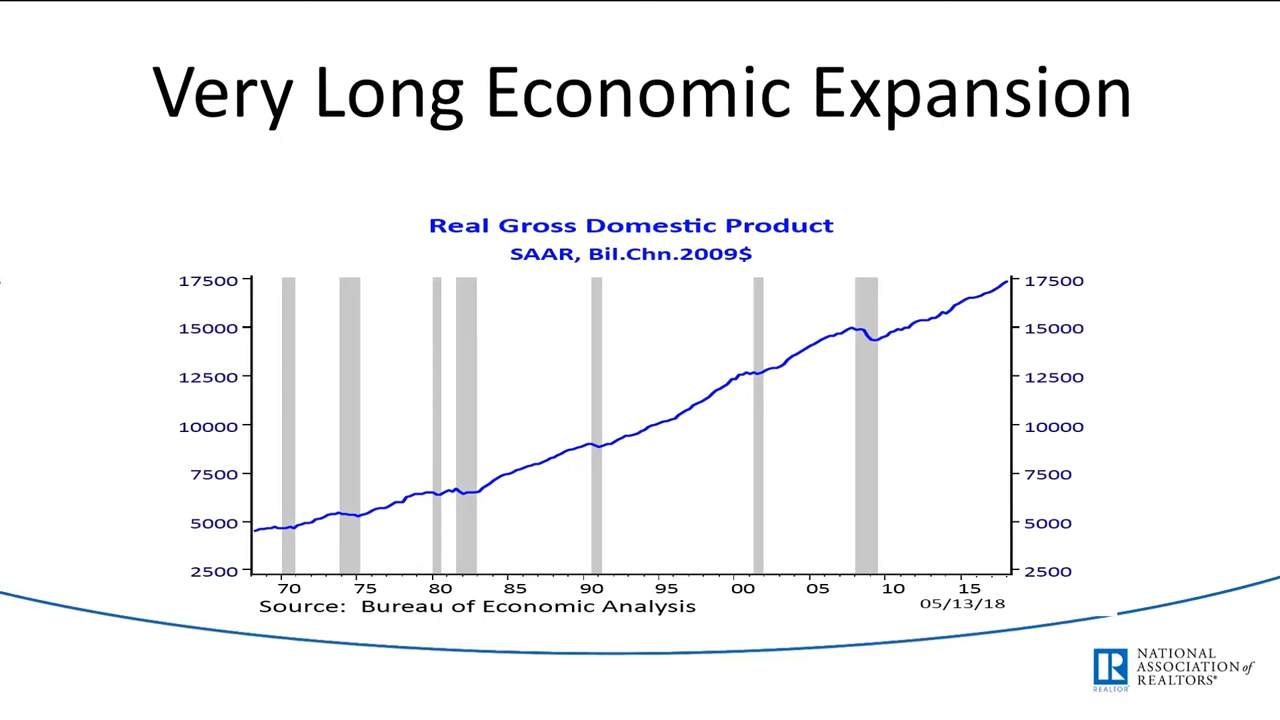 Very Long Economic Expansion
Real Gross Domestic Product
SAAR, Bil.Chn.2009$
17500 17500
15000 15000
12500 12500
10000 10000
7500 7500
5000 5000
2500 2500
70 75 80 85 90 95 00 05 10 15
Source: Bureau of Economic Analysis 05/13/18
NATIONAL
ASSOCIATION of
REALTORS®
REALTOR®